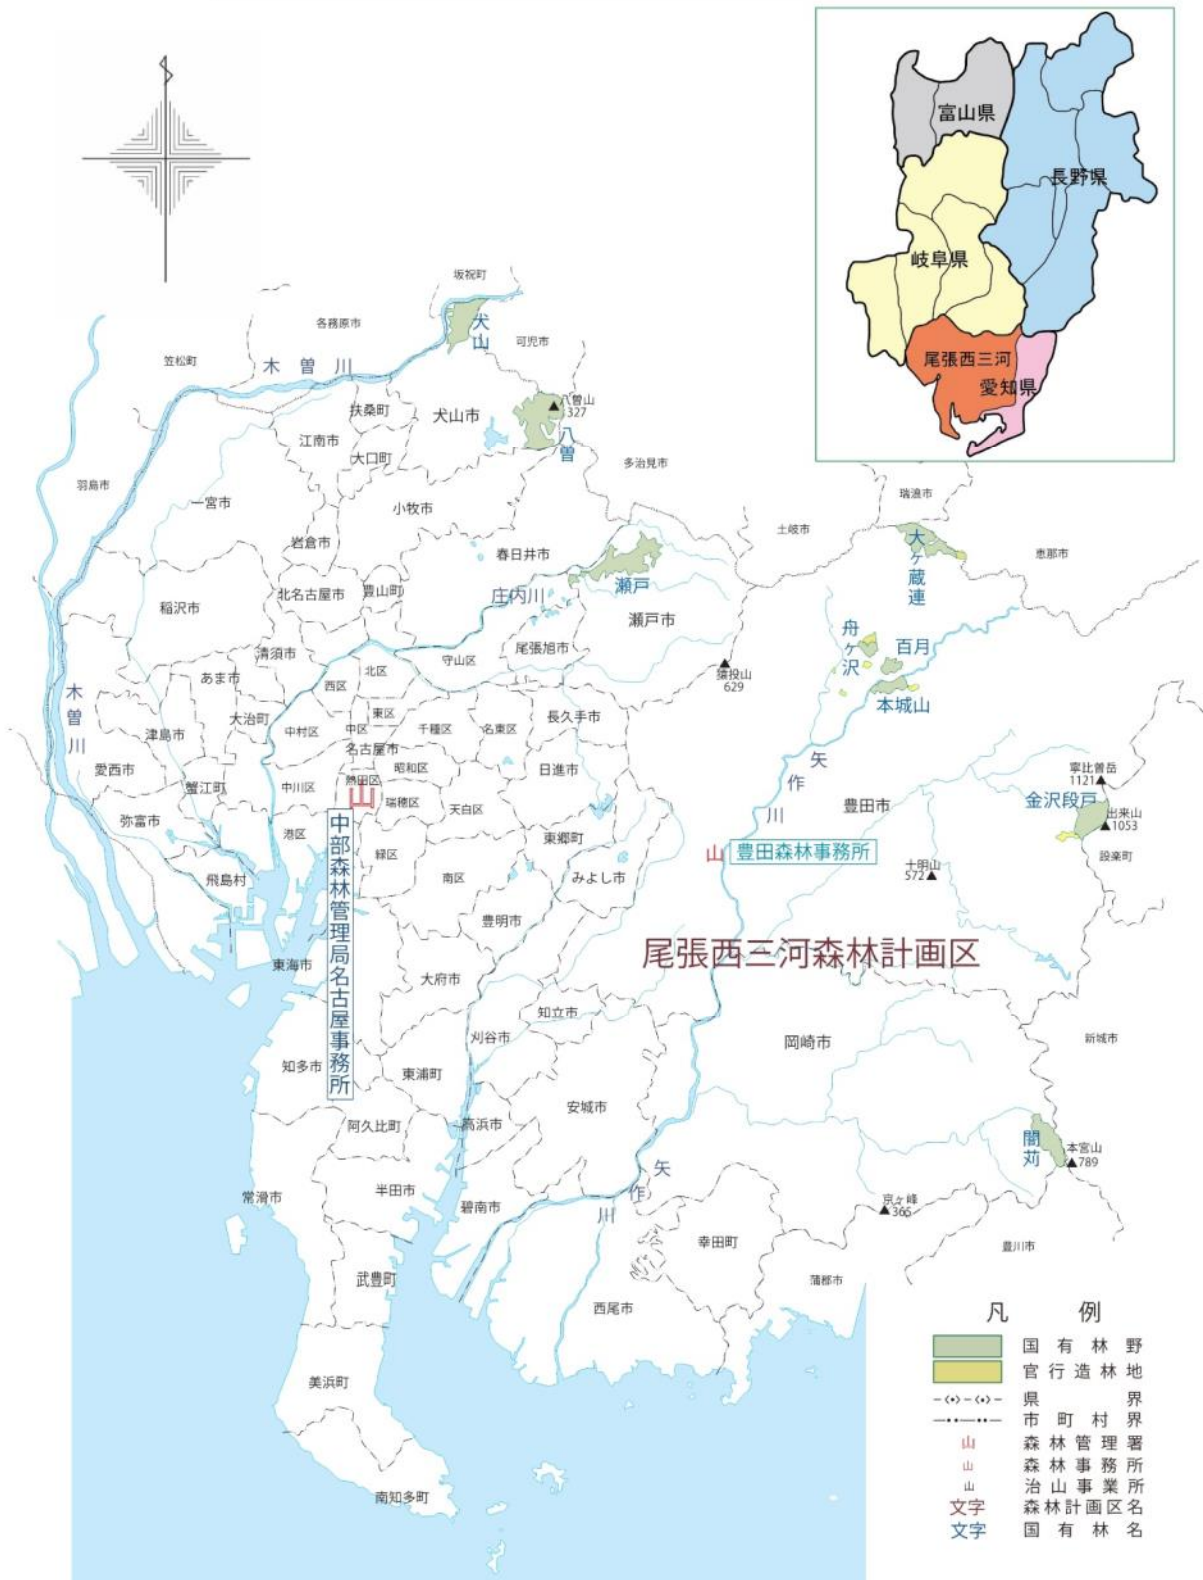 富山県
長野県
岐阜県
尾張西三河
愛知県
坂祝町
各務原市
犬山
可児市
笠松町
木曽川
扶桑町
犬山市
八曽山
327
八曽
江南市
大口町
多治見市
羽島市
一宮市
小牧市
瑞浪市
土岐市
大ヶ蔵連
恵那市
岩倉市
春日井市
瀬戸
北名古屋市
豊山町
庄内川
稲沢市
瀬戸市
舟ヶ沢
百月
尾張旭市
清須市
守山区
北区
西区
猿投山
629
あま市
本城山
木曽川
東区
大治町
中村区
中区
千種区
名東区
長久手市
津島市
名古屋市
矢作川
愛西市
昭和区
日進市
蟹江町
中川区
熱田区
寧比曽岳
1121
山
瑞穂区
天白区
豊田市
金沢段戸
出来山
1053
弥富市
港区
中部森林管理局名古屋事務所
緑区
東郷町
山
豊田森林事務所
設楽町
飛島村
南区
みよし市
十明山
572
豊明市
尾張西三河森林計画区
東海市
大府市
知立市
刈谷市
岡崎市
新城市
知多市
東浦町
安城市
阿久比町
高浜市
闇苅
本宮山
789
矢作川
半田市
常滑市
碧南市
京ヶ峰
365
幸田町
豊川市
武豊町
蒲郡市
西尾市
美浜町
南知多町
凡例
国有林野
官行造林地
県界
市町村界
山 森林管理署
山 森林事務所
山 治山事業所
文字 森林計画区名
文字 国有林名